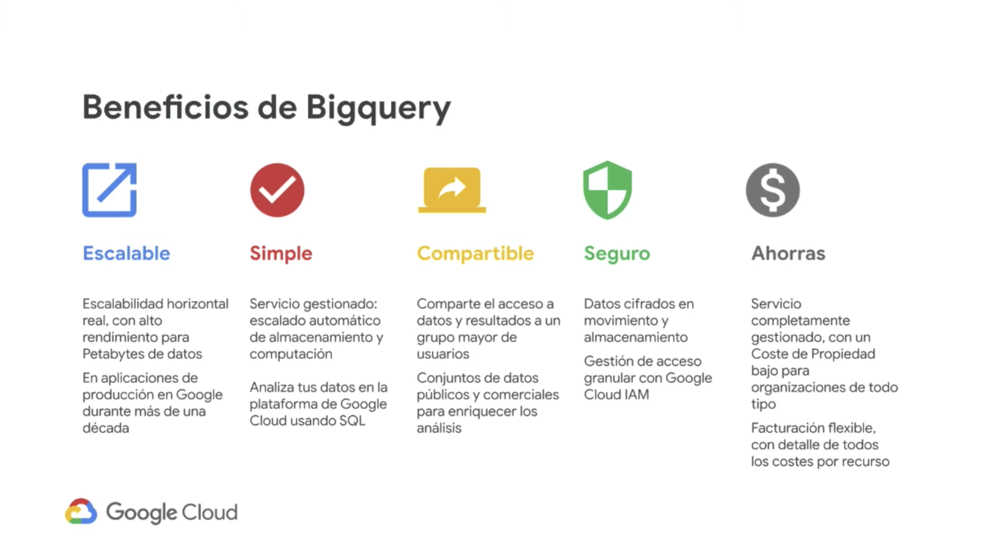 Beneficios de Bigquery
Escalable
Escalabilidad horizontal
real, con alto
rendimiento para
Petabytes de datos
En aplicaciones de
producción en Google
durante más de una
década
Simple
Servicio gestionado:
escalado automático
de almacenamiento y
computación
Analiza tus datos en la
plataforma de Google
Cloud usando SQL
Compartible
Comparte el acceso a
datos y resultados a un
grupo mayor de
usuarios
Conjuntos de datos
públicos y comerciales
para enriquecer los
análisis
Seguro
Datos cifrados en
movimiento y
almacenamiento
Gestión de acceso
granular con Google
Cloud IAM
Ahorras
Servicio
completamente
gestionado, con un
Coste de Propiedad
bajo para
organizaciones de todo
tipo
Facturación flexible,
con detalle de todos
los costes por recurso
Google Cloud